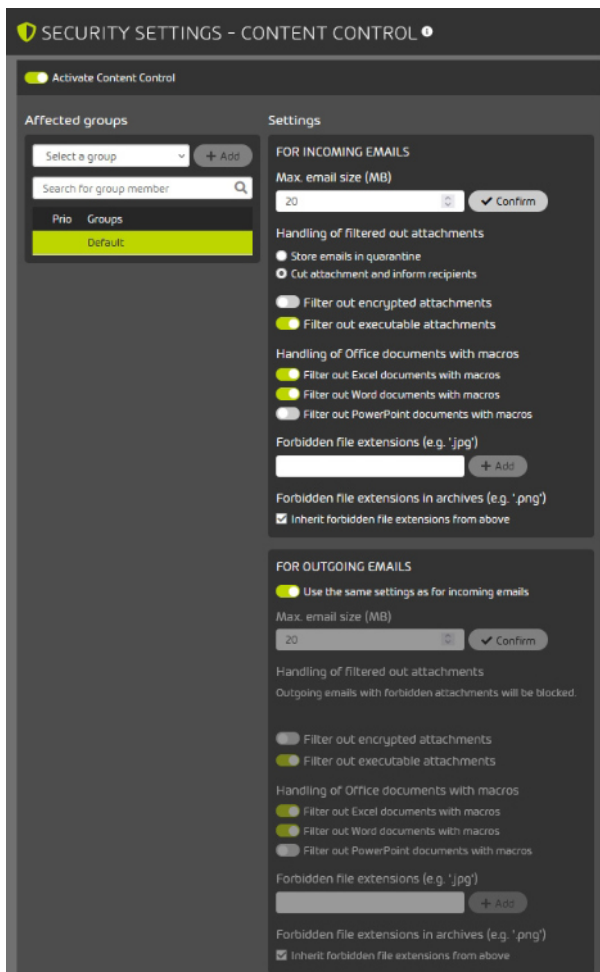 SECURITY SETTINGS - CONTENT CONTROL
Activate Content Control
Affected groups
Select a group
+ Add
Search for group member
Prio Groups
Default
Settings
FOR INCOMING EMAILS
Max. email size (MB)
20
Confirm
Handling of filtered out attachments
Store emails in quarantine
Cut attachment and inform recipients
Filter out encrypted attachments
Filter out executable attachments
Handling of Office documents with macros
Filter out Excel documents with macros
Filter out Word documents with macros
Filter out PowerPoint documents with macros
Forbidden file extensions (e.g. '.jpg')
+ Add
Forbidden file extensions in archives (e.g. '.png')
Inherit forbidden file extensions from above
FOR OUTGOING EMAILS
Use the same settings as for incoming emails
Max. email size (MB)
20
Confirm
Handling of filtered out attachments
Outgoing emails with forbidden attachments will be blocked.
Filter out encrypted attachments
Filter out executable attachments
Handling of Office documents with macros
Filter out Excel documents with macros
Filter out Word documents with macros
Filter out PowerPoint documents with macros
Forbidden file extensions (e.g. '.jpg')
+ Add
Forbidden file extensions in archives (e.g. '.png')
Inherit forbidden file extensions from above